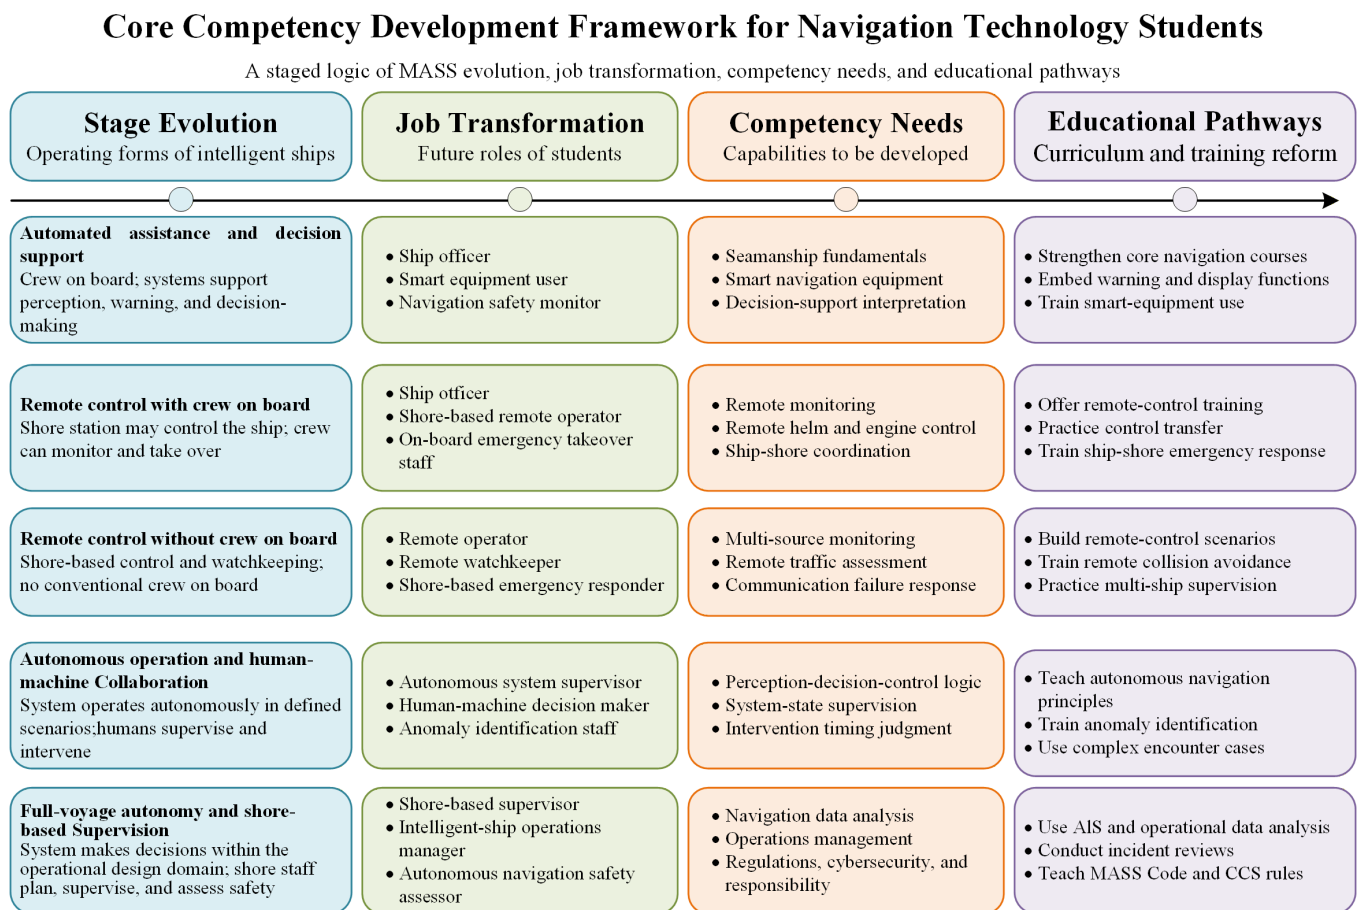 Core Competency Development Framework for Navigation Technology Students
A staged logic of MASS evolution, job transformation, competency needs, and educational pathways
Stage Evolution
Operating forms of intelligent ships
Job Transformation
Future roles of students
Competency Needs
Capabilities to be developed
Educational Pathways
Curriculum and training reform
Automated assistance and decision
support
Crew on board; systems support
perception, warning, and decision-
making
• Ship officer
• Smart equipment user
• Navigation safety monitor
• Seamanship fundamentals
• Smart navigation equipment
• Decision-support interpretation
• Strengthen core navigation courses
• Embed warning and display functions
• Train smart-equipment use
Remote control with crew on board
Shore station may control the ship; crew
can monitor and take over
• Ship otficer
• Shore-based remote operator
• On-board emergency takeover
staff
• Remote monitoring
• Remote helm and engine control
• Ship-shore coordination
• Offer remote-control training
• Practice control transfer
• Train ship-shore emergency response
Remote control without crew on board
Shore-based control and watchkeeping;
no conventional crew on board
• Remote operator
• Remote watchkeeper
• Shore-based emergency responder
• Multi-source monitoring
• Remote traffic assessment
• Communication failure response
• Build remote-control scenarios
• Train remote collision avoidance
• Practice multi-ship supervision
Autonomous operation and human-
machine Collaboration
System operates autonomously in defined
scenarios;humans supervise and
intervene
• Autonomous system supervisor
• Human-machine decision maker
• Anomaly identification staff
• Perception-decision-control logic
• System-state supervision
• Intervention timing judgment
• Teach autonomous navigation
principles
• Train anomaly identification
• Use complex encounter cases
Full-voyage autonomy and shore-
based Supervision
System makes decisions within the
operational design domain; shore staff
plan, supervise, and assess safety
• Shore-based supervisor
• Intelligent-ship operations
manager
• Autonomous navigation safety
assessor
• Navigation data analysis
• Operations management
• Regulations, cybersecurity, and
responsibility
• Use AlS and operational data analysis
• Conduct incident reviews
• Teach MASS Code and CCS rules